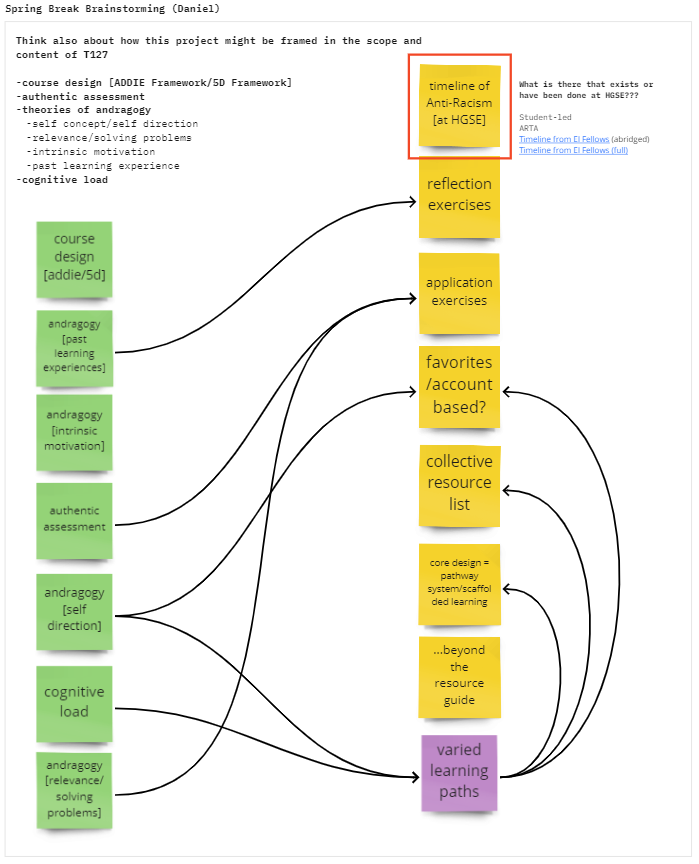 Spring Break Brainstorming (Daniel)
Think also about how this project might be framed in the scope and
content of T127
-course design [ADDIE Framework/5D Framework]
-authentic assessment
-theories of andragogy
-self concept/self direction
-relevance/solving problems
-intrinsic motivation
-past learning experience
-cognitive load
timeline of
Anti-Racism
[at HGSE]
What is there that exists or
have been done at HGSE???
Student-led
ARTA
Timeline from EI Fellows (abridged)
Timeline from EI Fellows (full)
reflection
exercises
course
design
[addie/5d]
application
exercises
andragogy
[past
learning
experiences]
favorites
/account
based?
andragogy
[intrinsic
motivation]
collective
resource
list
authentic
assessment
core design =
pathway
system/scaffol
ded learning
andragogy
[self
direction]
...beyond
the
resource
guide
cognitive
load
varied
learning
paths
andragogy
[relevance/
solving
problems]